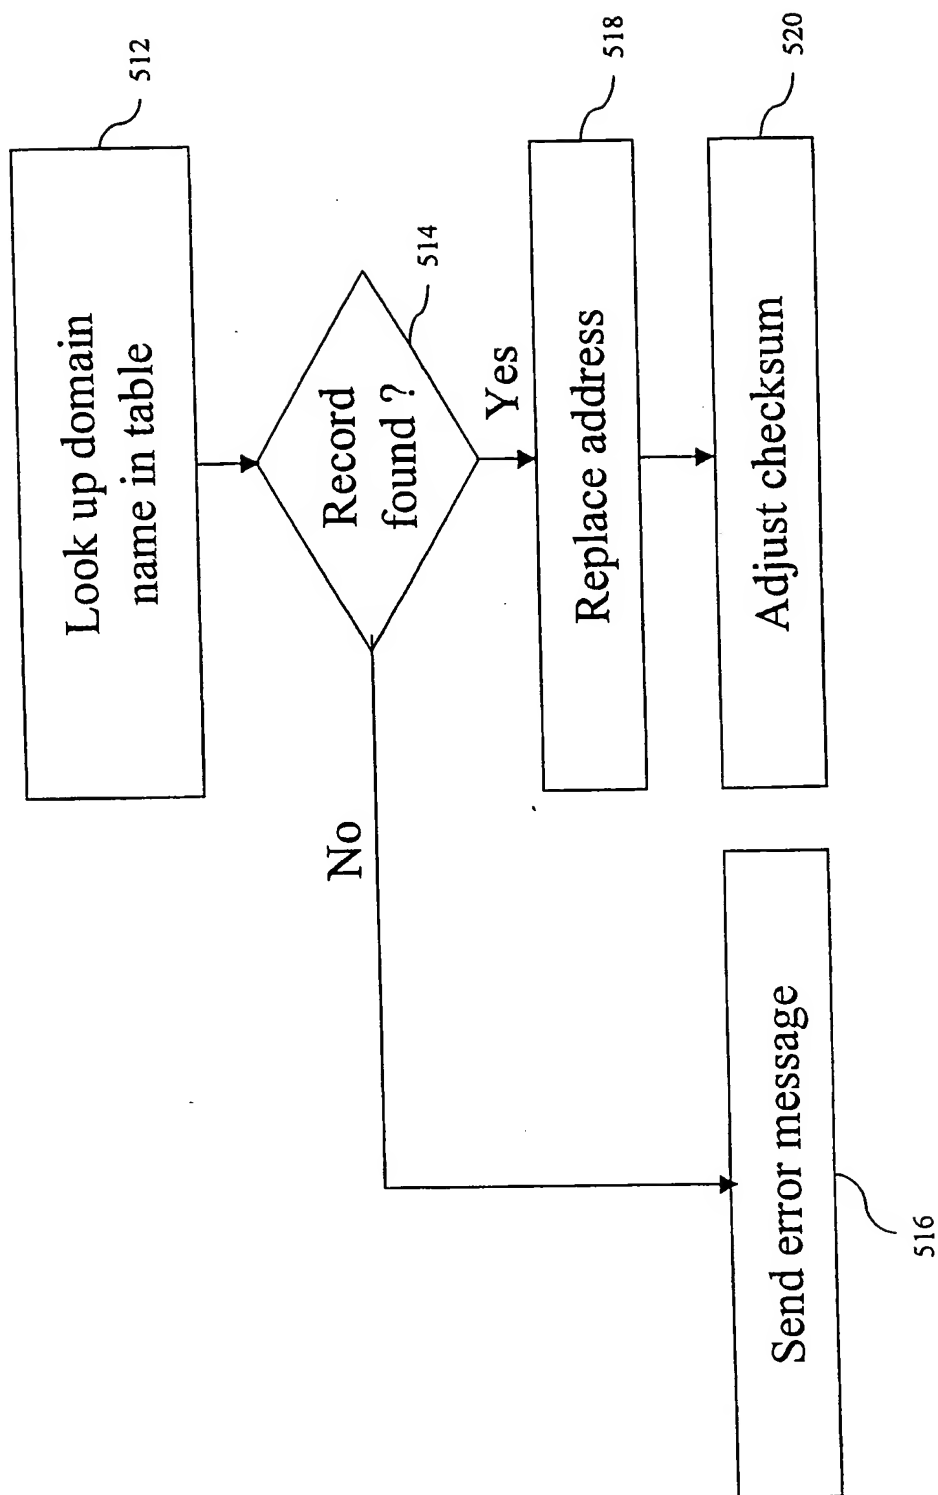 Look up domain
name in table
512
Record
found ?
514
No
Yes
Replace address
518
Adjust checksum
520
Send error message
516